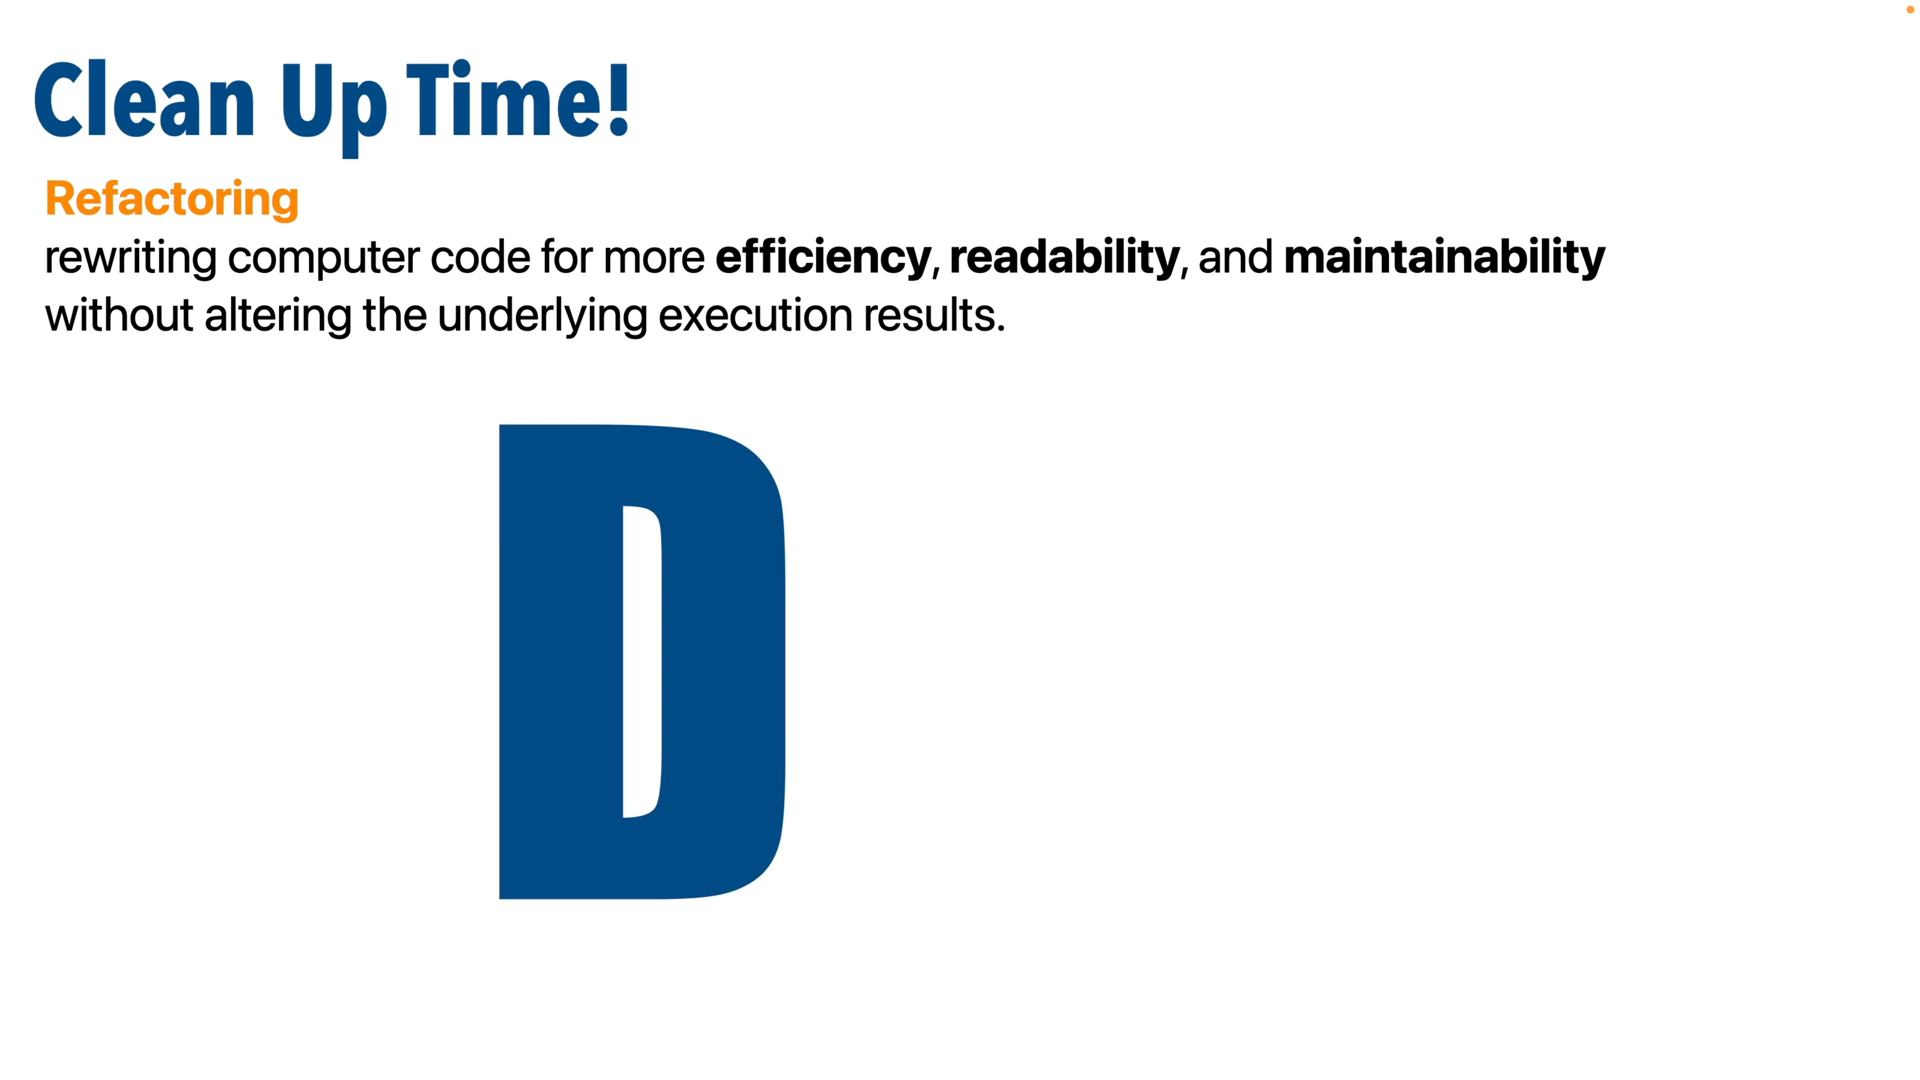 Clean Up Time!
Refactoring
rewriting computer code for more efficiency, readability, and maintainability
without altering the underlying execution results.
D